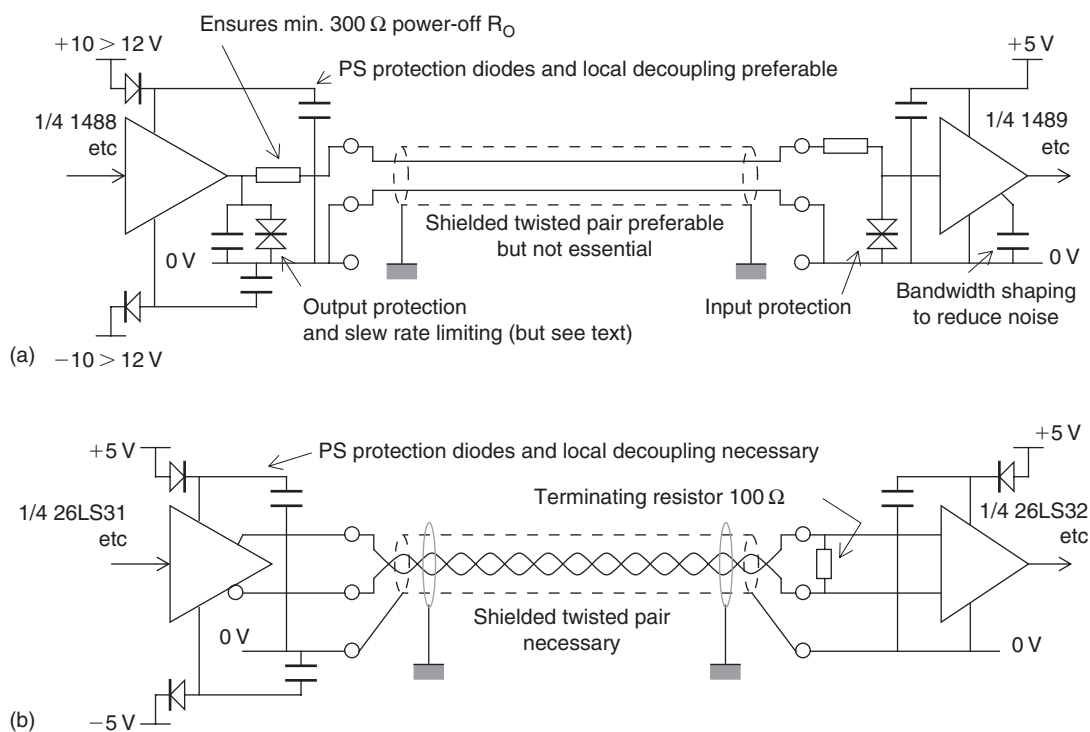 Ensures min. 300 Ω power-off RO
+10 > 12 V
+5 V
PS protection diodes and local decoupling preferable
1/4 1488
etc
1/4 1489
etc
Shielded twisted pair preferable
but not essential
0 V
0 V
Output protection
and slew rate limiting (but see text)
Input protection
Bandwidth shaping
to reduce noise
(a)
−10 > 12 V
+5 V
PS protection diodes and local decoupling necessary
+5 V
Terminating resistor 100 Ω
1/4 26LS31
etc
1/4 26LS32
etc
Shielded twisted pair
necessary
0 V
0 V
(b)
−5 V